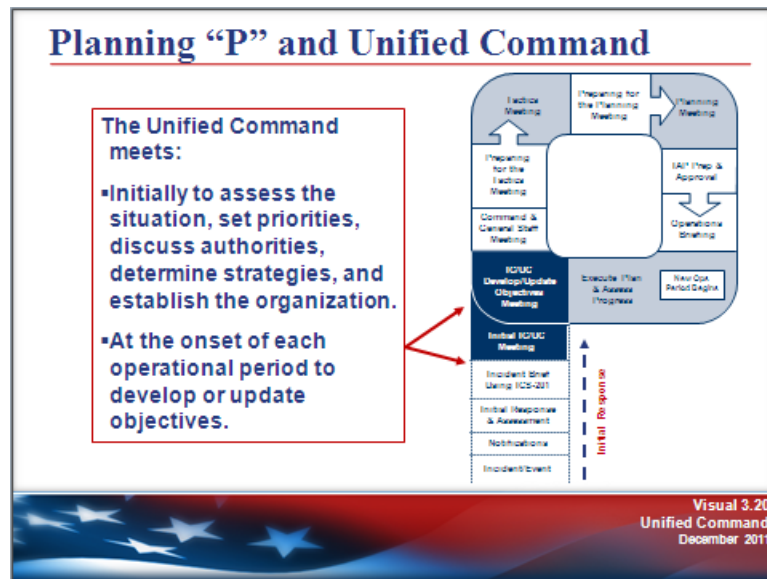 Planning “P” and Unified Command
The Unified Command
meets:
▪Initially to assess the
situation, set priorities,
discuss authorities,
determine strategies, and
establish the organization.
▪At the onset of each
operational period to
develop or update
objectives.
Tactics
Meeting
Preparing for
the Planning
Meeting
Planning
Meeting
Preparing
for the
Tactics
Meeting
IAP Prep &
Approval
Command &
General Staff
Meeting
Operations
Briefing
IC/UC
Develop/Update
Objectives
Meeting
Execute Plan
& Assess
Progress
New Ops
Period Begins
Initial IC/UC
Meeting
Incident Brief
Using ICS-201
Initial Response
& Assessment
Notifications
Incident/Event
Initial Response
Visual 3.20
Unified Command
December 2011